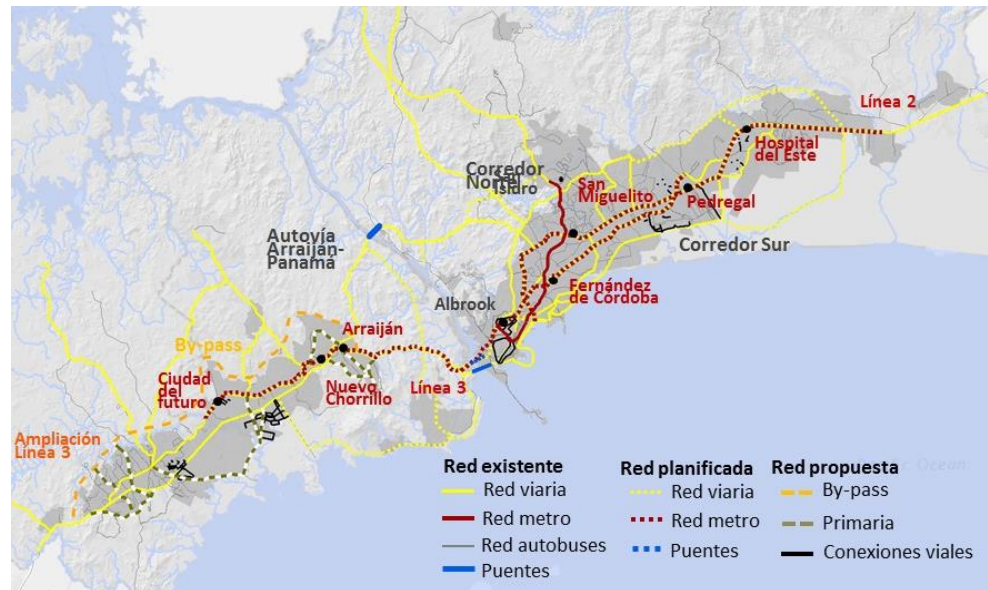 Línea 2
Hospital
del Este
Corredor
Norte
San
Isidro
San
Miguelito
Pedregal
Autovía
Arraiján-
Panamá
Corredor Sur
Fernández
de Córdoba
Albrook
Arraiján
By-pass
Ciudad
del
futuro
Nuevo
Chorrillo
Línea 3
Ampliación
Línea 3
Red existente
Red viaria
Red metro
Red autobuses
Puentes
Red planificada
Red viaria
Red metro
Puentes
Red propuesta
By-pass
Primaria
Conexiones viales
Ocean